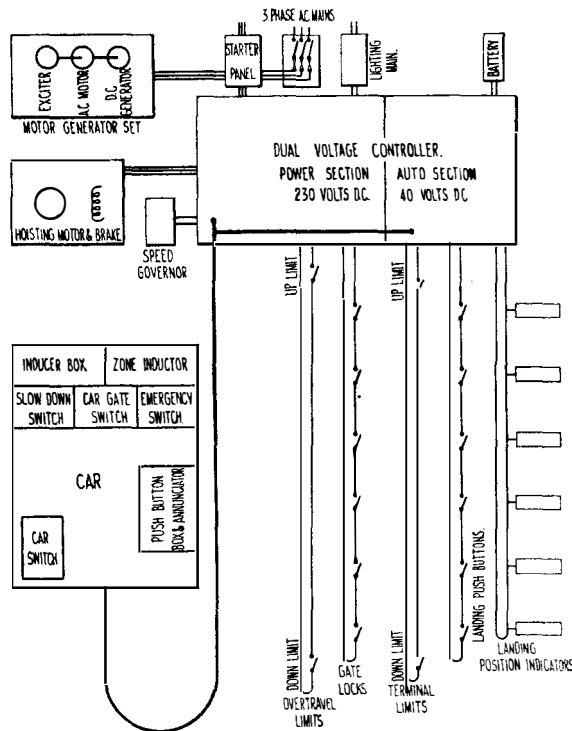 3 PHASE AC MAINS
STARTER
PANEL
LIGHTING
MAIN.
BATTERY
EXCITER
A.C MOTOR
D.C
GENERATOR
MOTOR GENERATOR SET
DUAL VOLTAGE CONTROLLER.
POWER SECTION
230 VOLTS D.C.
AUTO SECTION
40 VOLTS DC
HOISTING MOTOR & BRAKE
SPEED
GOVERNOR
UP LIMIT
UP LIMIT
INDUCER BOX
ZONE INDUCTOR
SLOW DOWN
SWITCH
CAR GATE
SWITCH
EMERGENCY
SWITCH
CAR
PUSH BUTTON
BOX & ANNUNCIATOR
CAR
SWITCH
DOWN LIMIT
OVERTRAVEL
LIMITS
GATE
LOCKS
DOWN LIMIT
TERMINAL
LIMITS
LANDING PUSH BUTTONS.
LANDING
POSITION INDICATORS